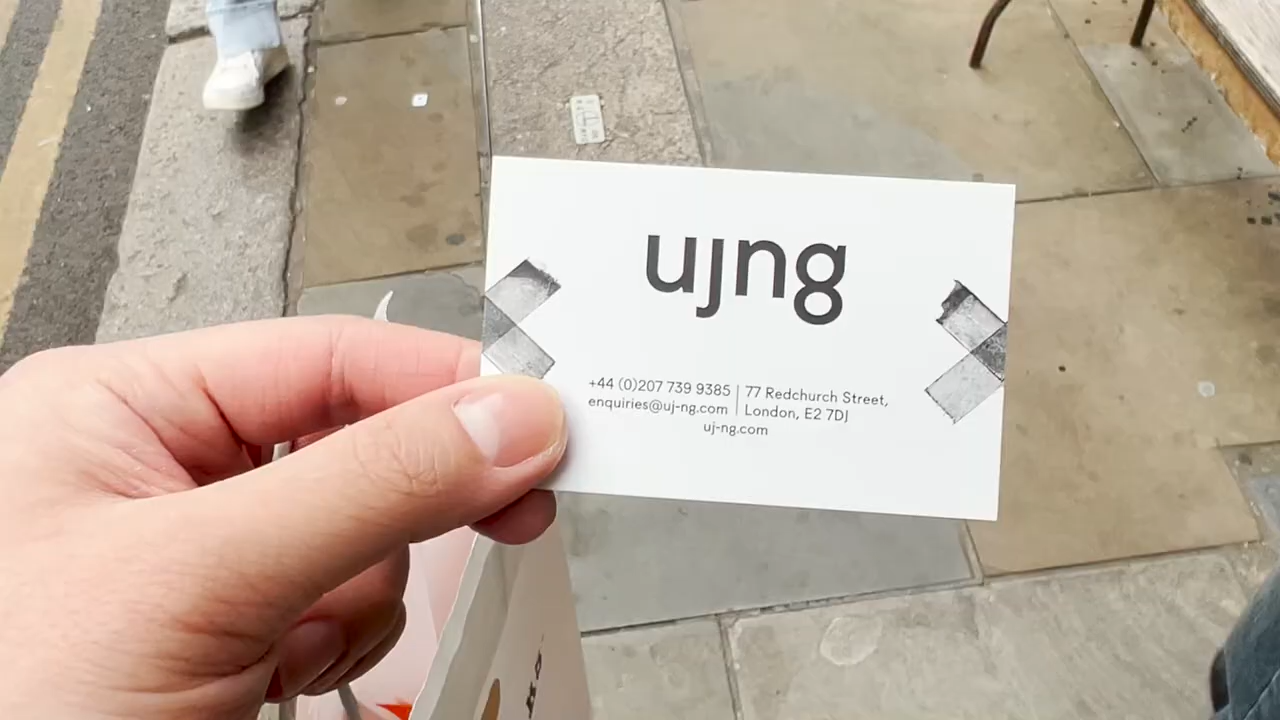 ujng
+44 (0)207 739 9385 | 77 Redchurch Street,
enquiries@uj-ng.com | London, E2 7DJ
uj-ng.com